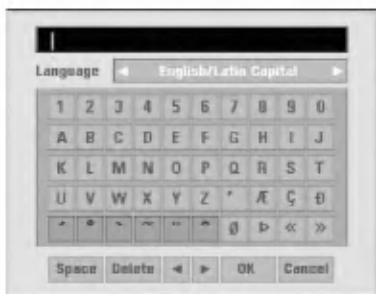 Language ◄ English/Latin Capital ►
1 2 3 4 5 6 7 8 9 0
A B C D E F G H I J
K L M N O P Q R S T
U V W X Y Z Æ Ç Ð
¨ Ø Þ « »
Space Delete ◄ ► OK Cancel